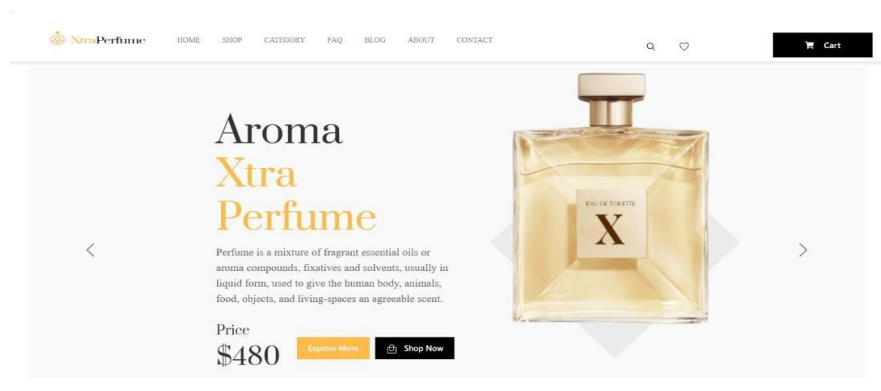 XtraPerfume
HOME SHOP CATEGORY FAQ BLOG ABOUT CONTACT
Cart
Aroma
Xtra
Perfume
Perfume is a mixture of fragrant essential oils or
aroma compounds, fixatives and solvents, usually in
liquid form, used to give the human body, animals,
food, objects, and living-spaces an agreeable scent.
Price
$480
Explore More
Shop Now
EAU DE TOILETTE
X